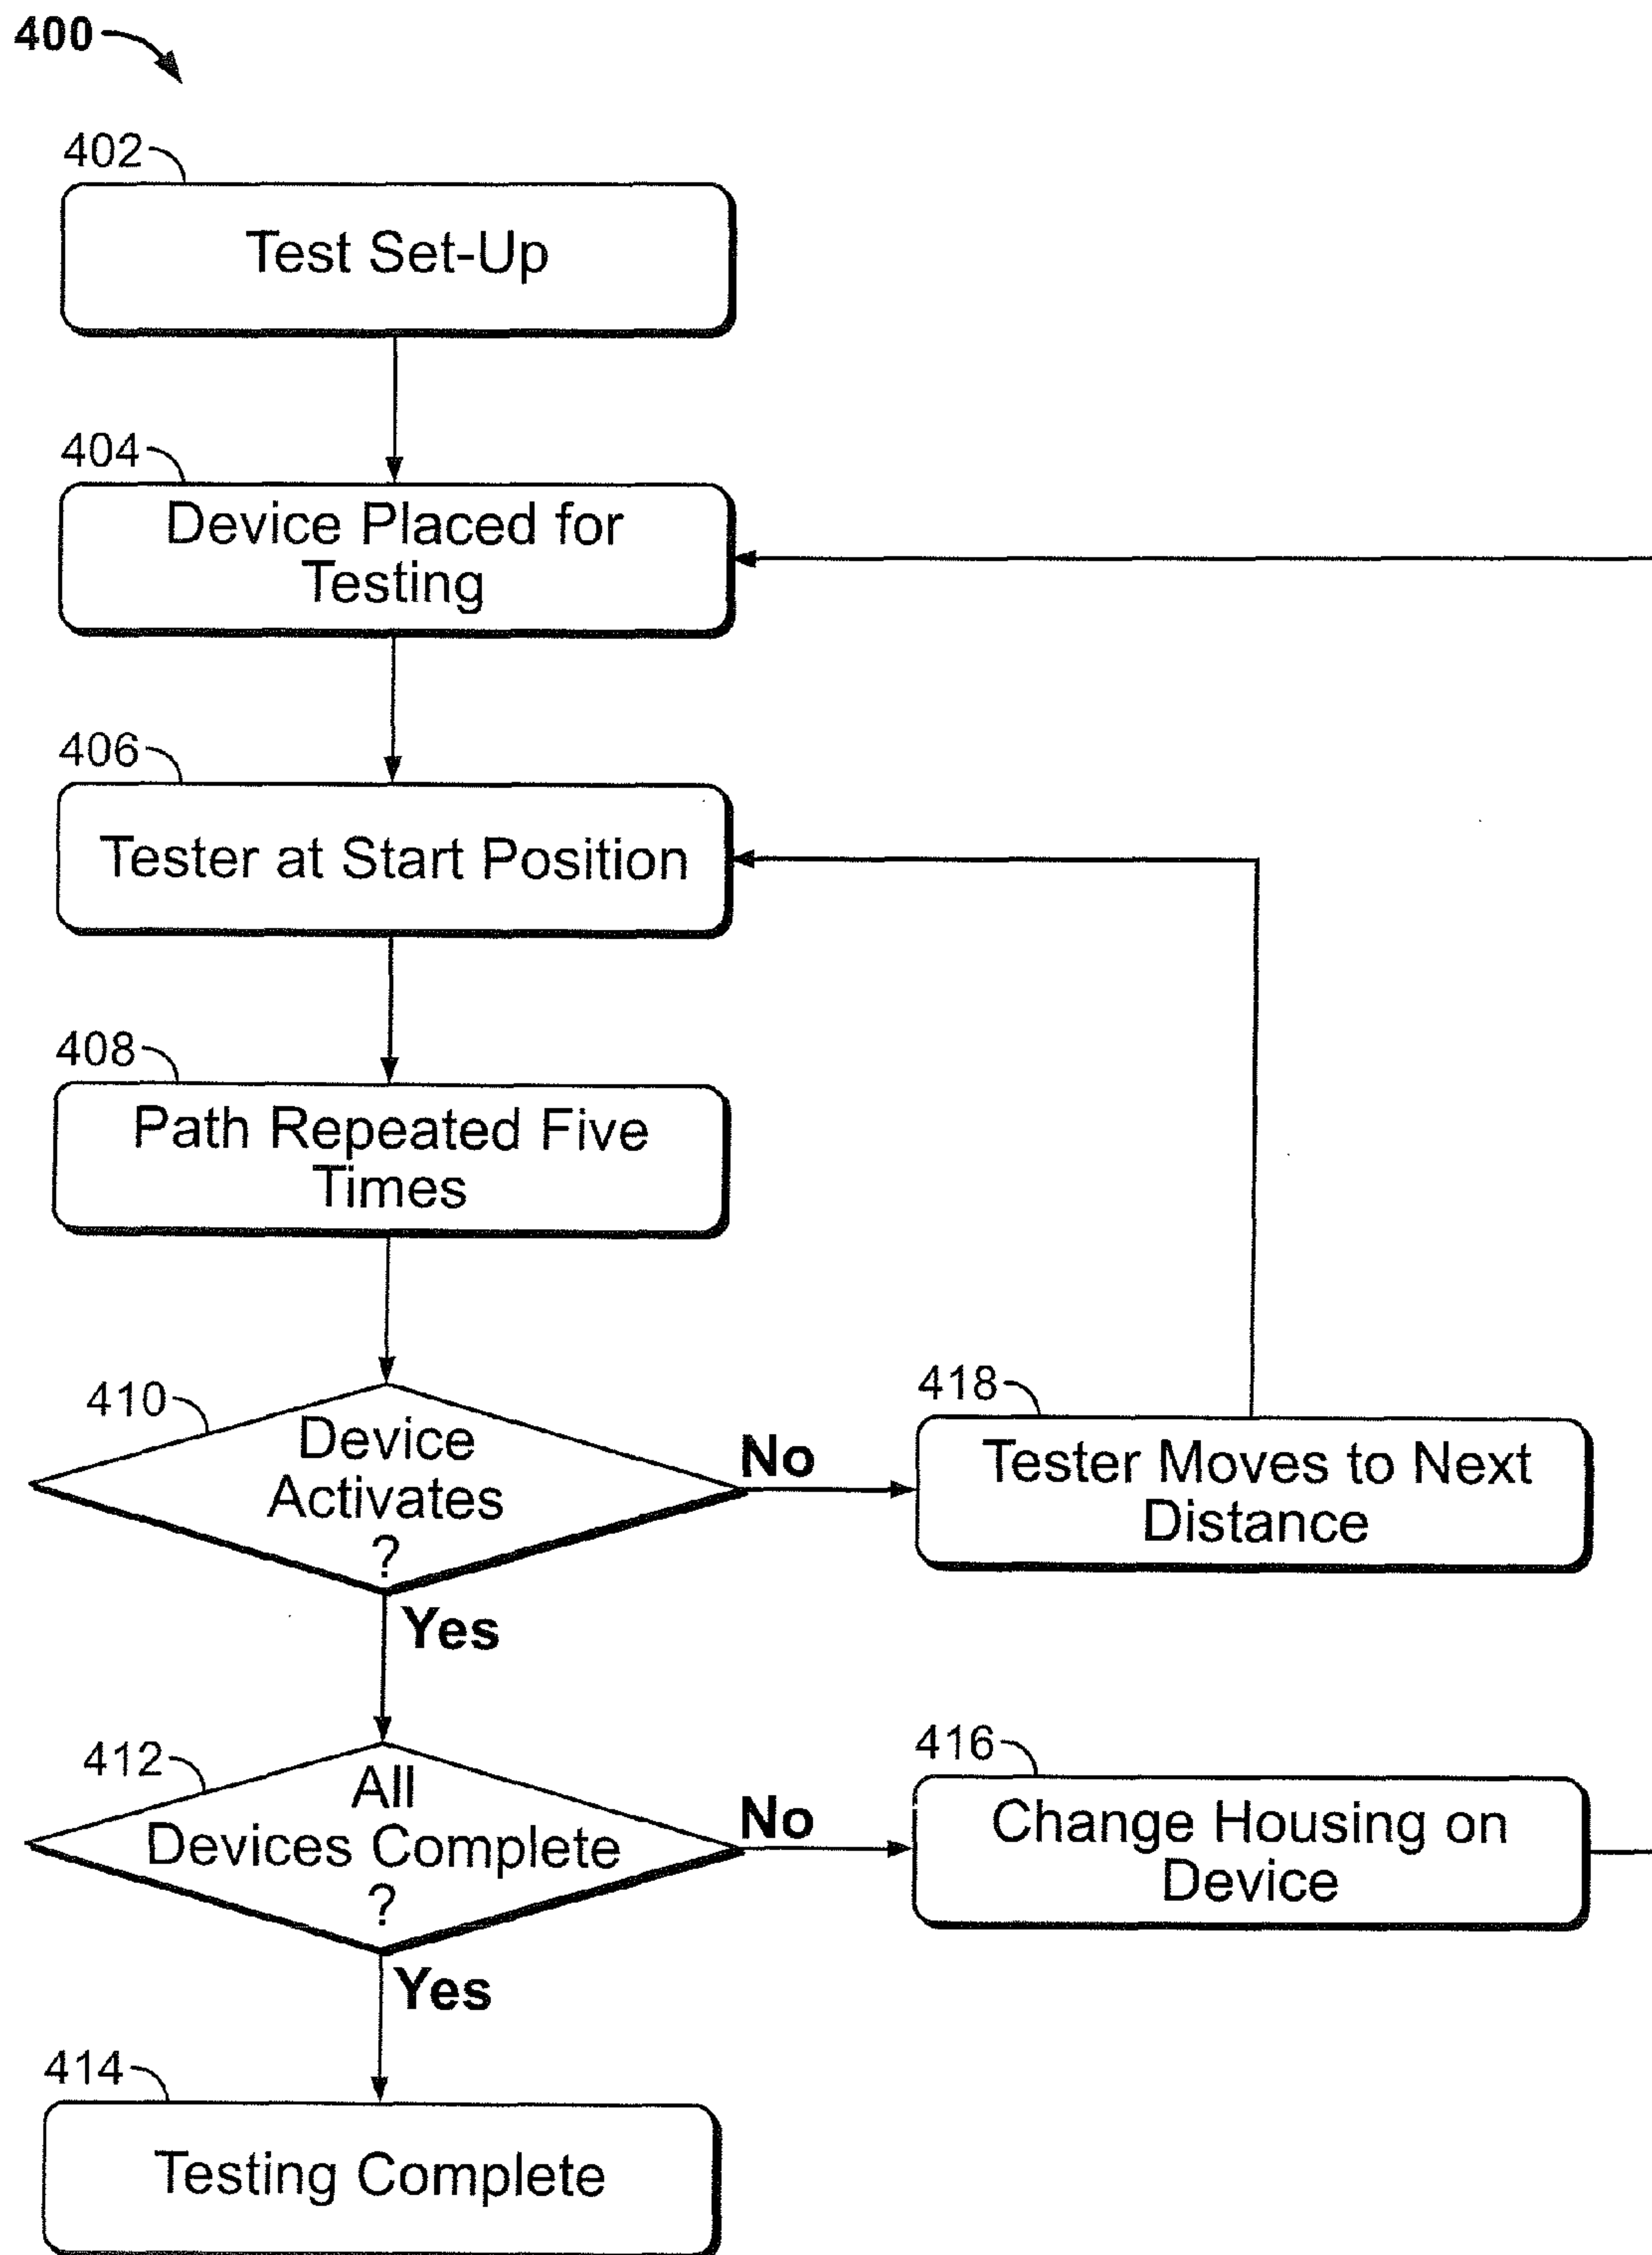 400
402
Test Set-Up
404
Device Placed for
Testing
406
Tester at Start Position
408
Path Repeated Five
Times
410
Device
Activates
?
No
418
Tester Moves to Next
Distance
Yes
412
All
Devices Complete
?
No
416
Change Housing on
Device
Yes
414
Testing Complete